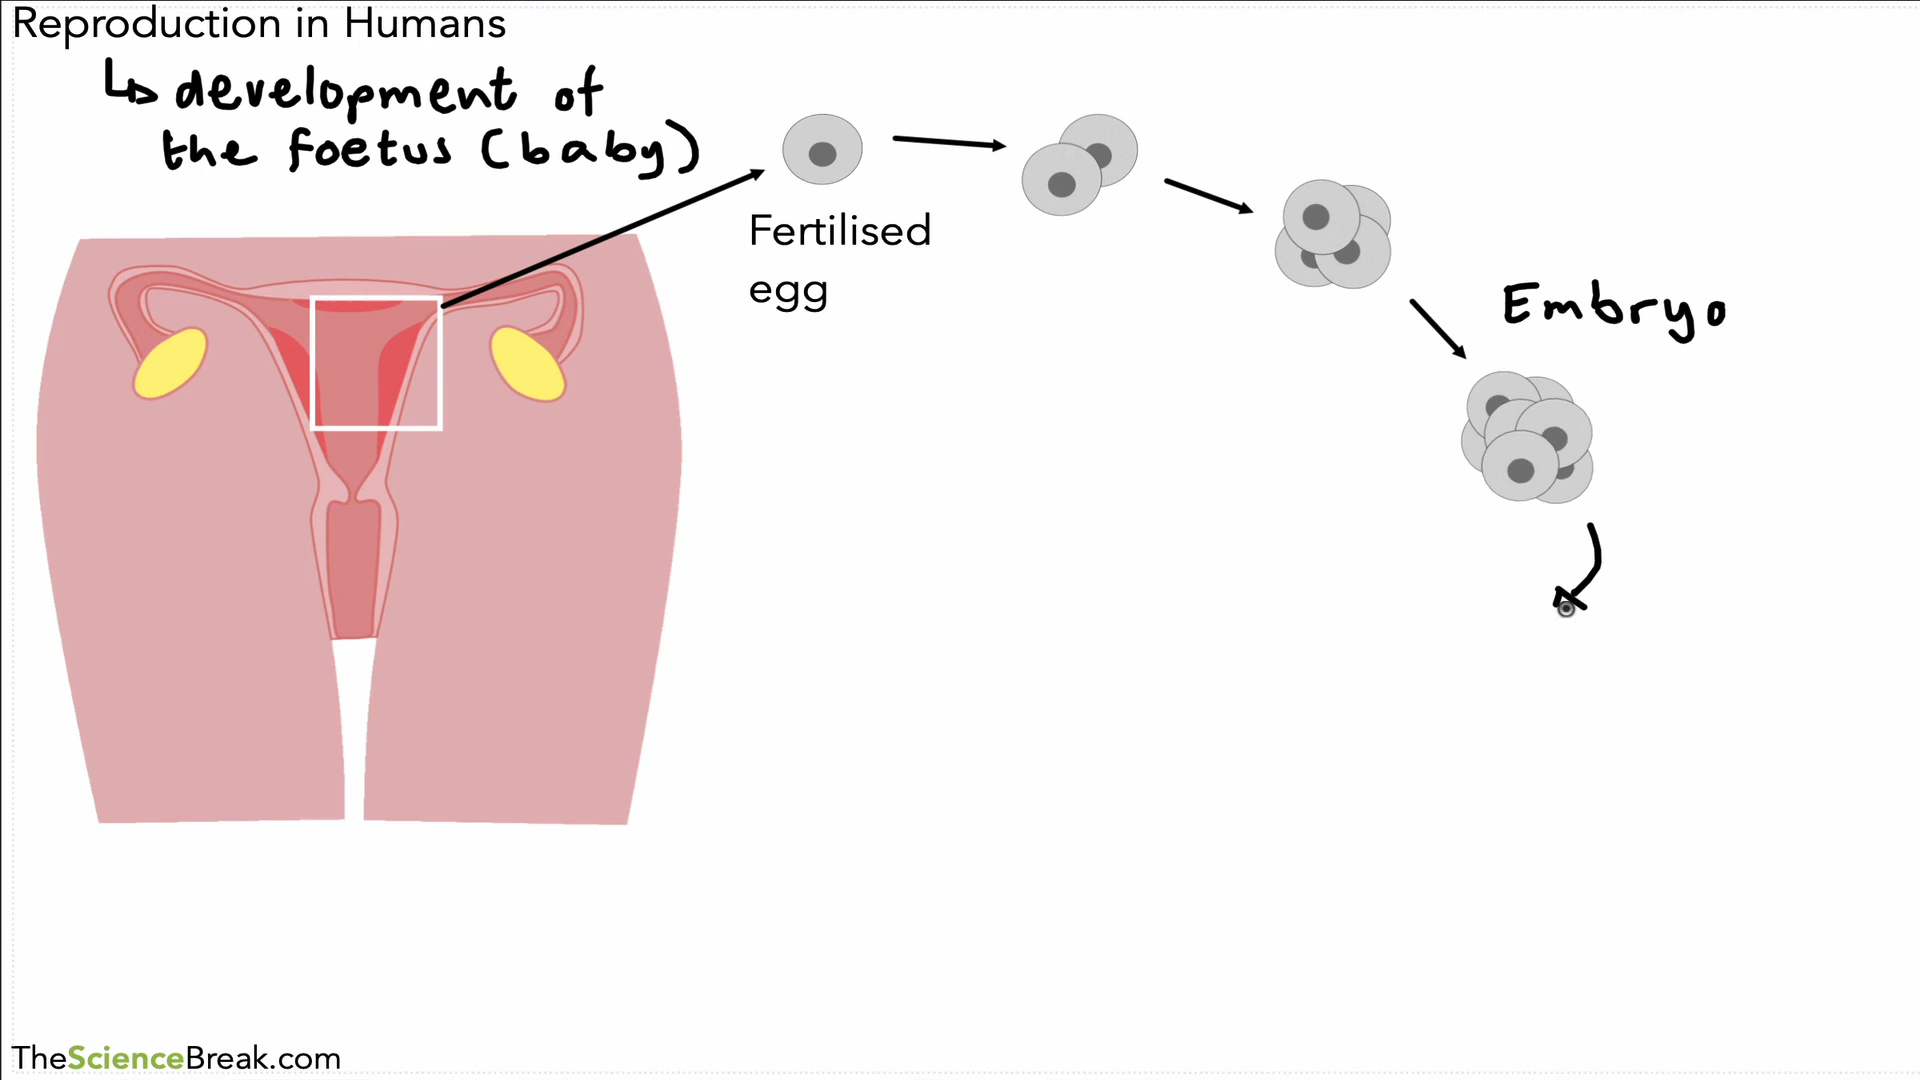 Reproduction in Humans
↳ development of
the foetus (baby)
Fertilised
egg
Embryo
TheScienceBreak.com